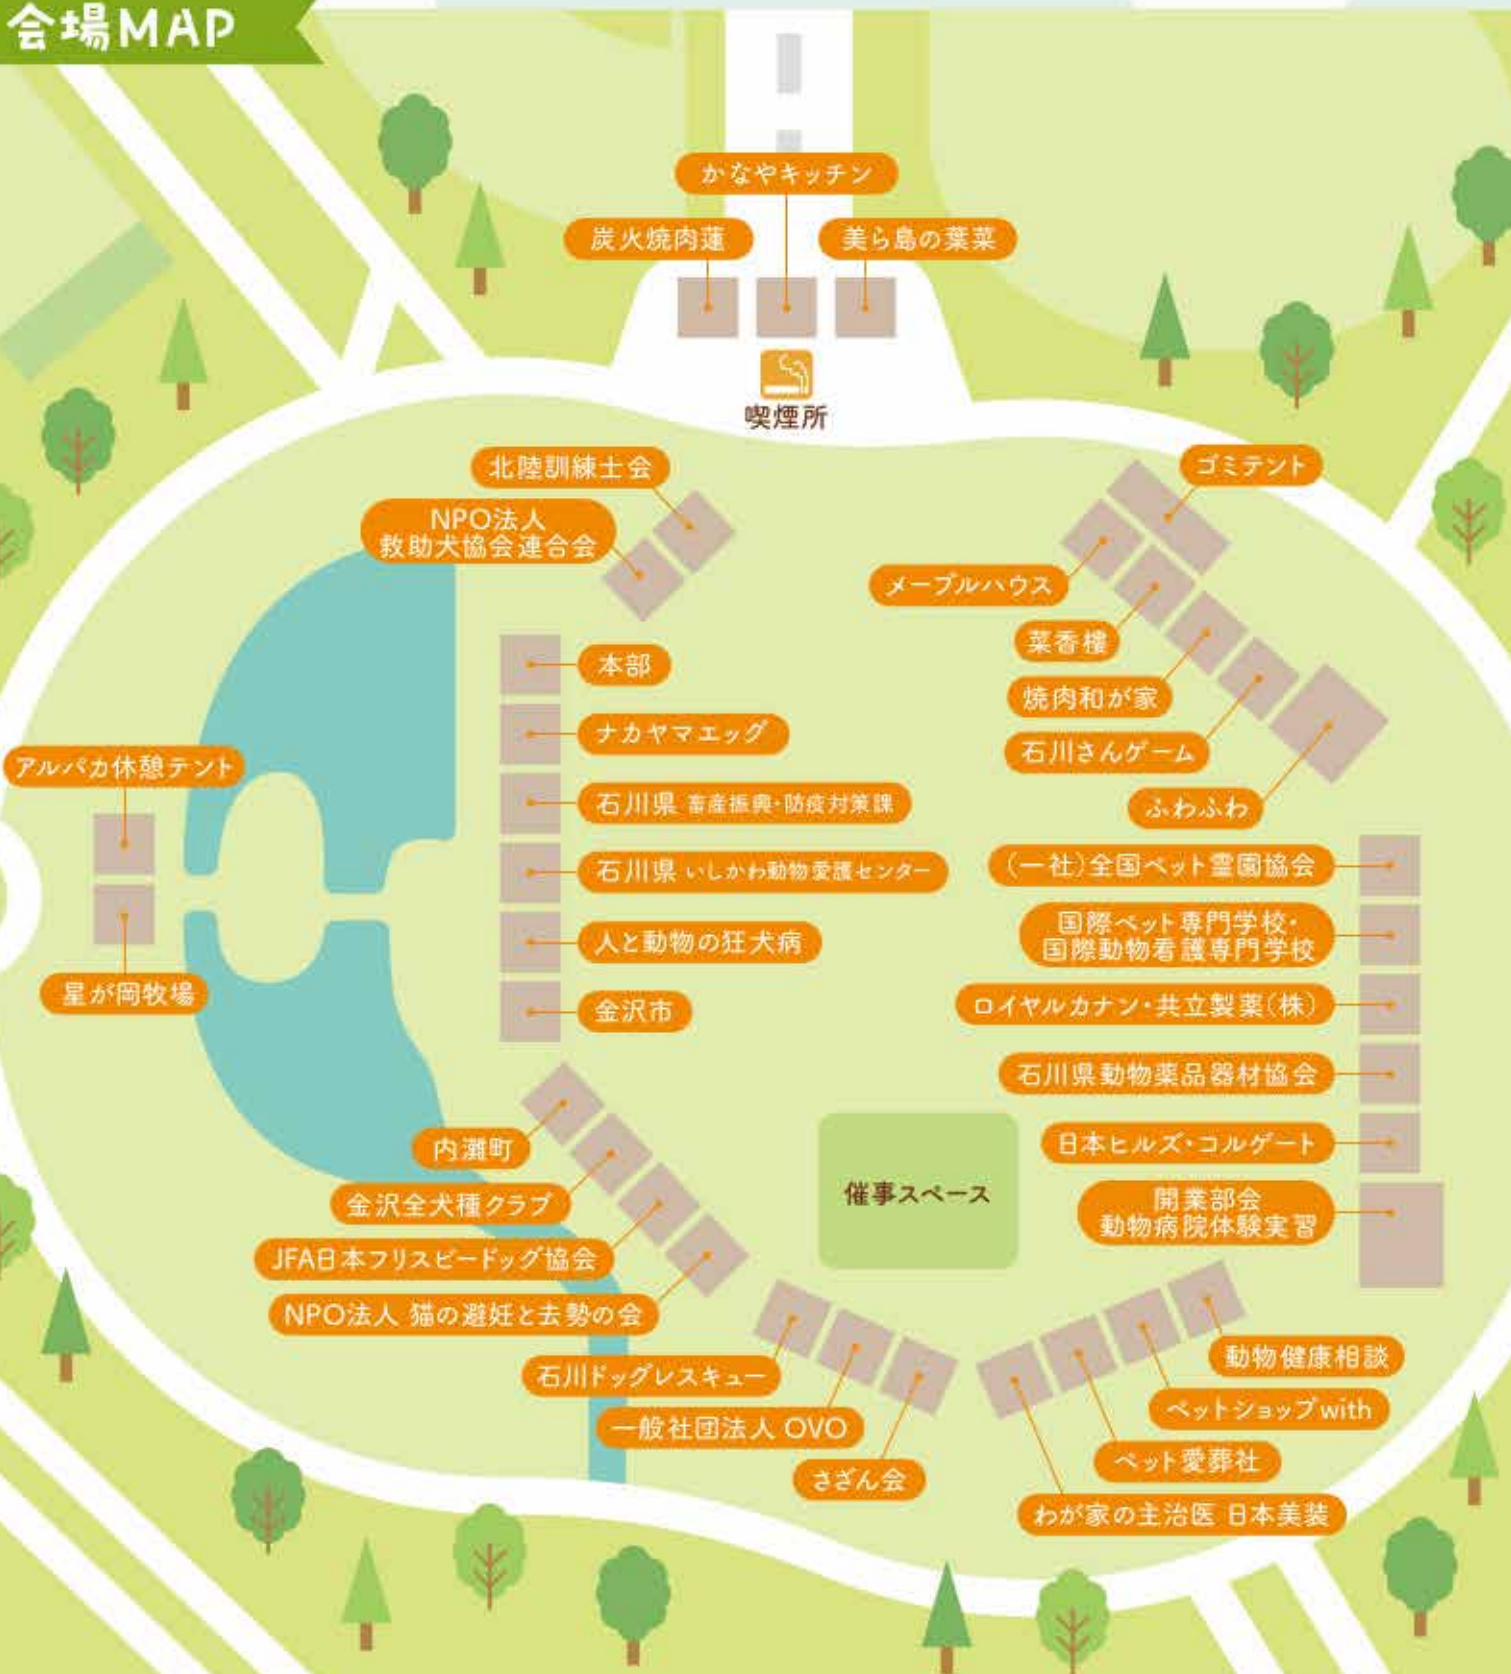 会場MAP
かなやキッチン
炭火焼肉蓮
美ら島の葉菜
喫煙所
北陸訓練士会
NPO法人
救助犬協会連合会
ゴミテント
メープルハウス
菜香樓
焼肉和が家
石川さんゲーム
ふわふわ
本部
ナカヤマエッグ
石川県 畜産振興・防疫対策課
石川県 いしかわ動物愛護センター
人と動物の狂犬病
金沢市
アルパカ休憩テント
星が岡牧場
(一社)全国ペット霊園協会
国際ペット専門学校・
国際動物看護専門学校
ロイヤルカナン・共立製薬(株)
石川県動物薬品器材協会
日本ヒルズ・コルゲート
開業部会
動物病院体験実習
催事スペース
内灘町
金沢全犬種クラブ
JFA日本フリスビードッグ協会
NPO法人 猫の避妊と去勢の会
石川ドッグレスキュー
一般社団法人 OVO
さざん会
動物健康相談
ペットショップwith
ペット愛葬社
わが家の主治医 日本美装